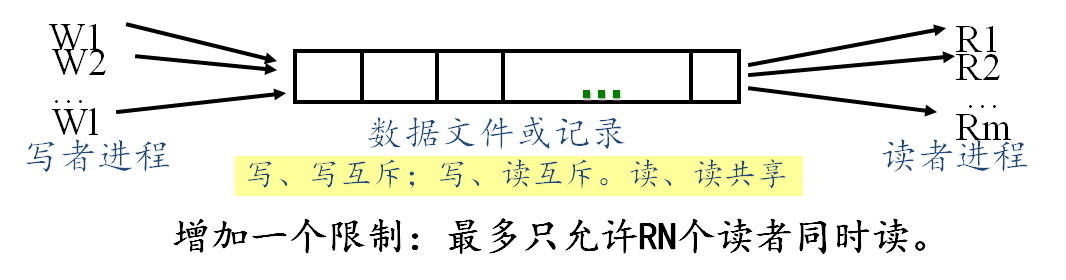 W1
W2
…
Wl
写者进程
…
数据文件或记录
R1
R2
…
Rm
读者进程
写、写互斥；写、读互斥。读、读共享
增加一个限制：最多只允许RN个读者同时读。